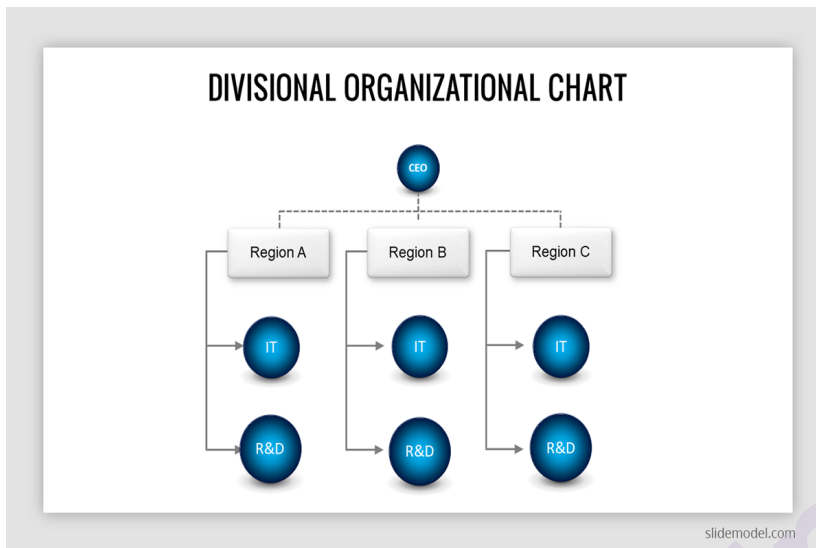 DIVISIONAL ORGANIZATIONAL CHART
CEO
Region A
Region B
Region C
IT
IT
IT
R&D
R&D
R&D
slidemodel.com